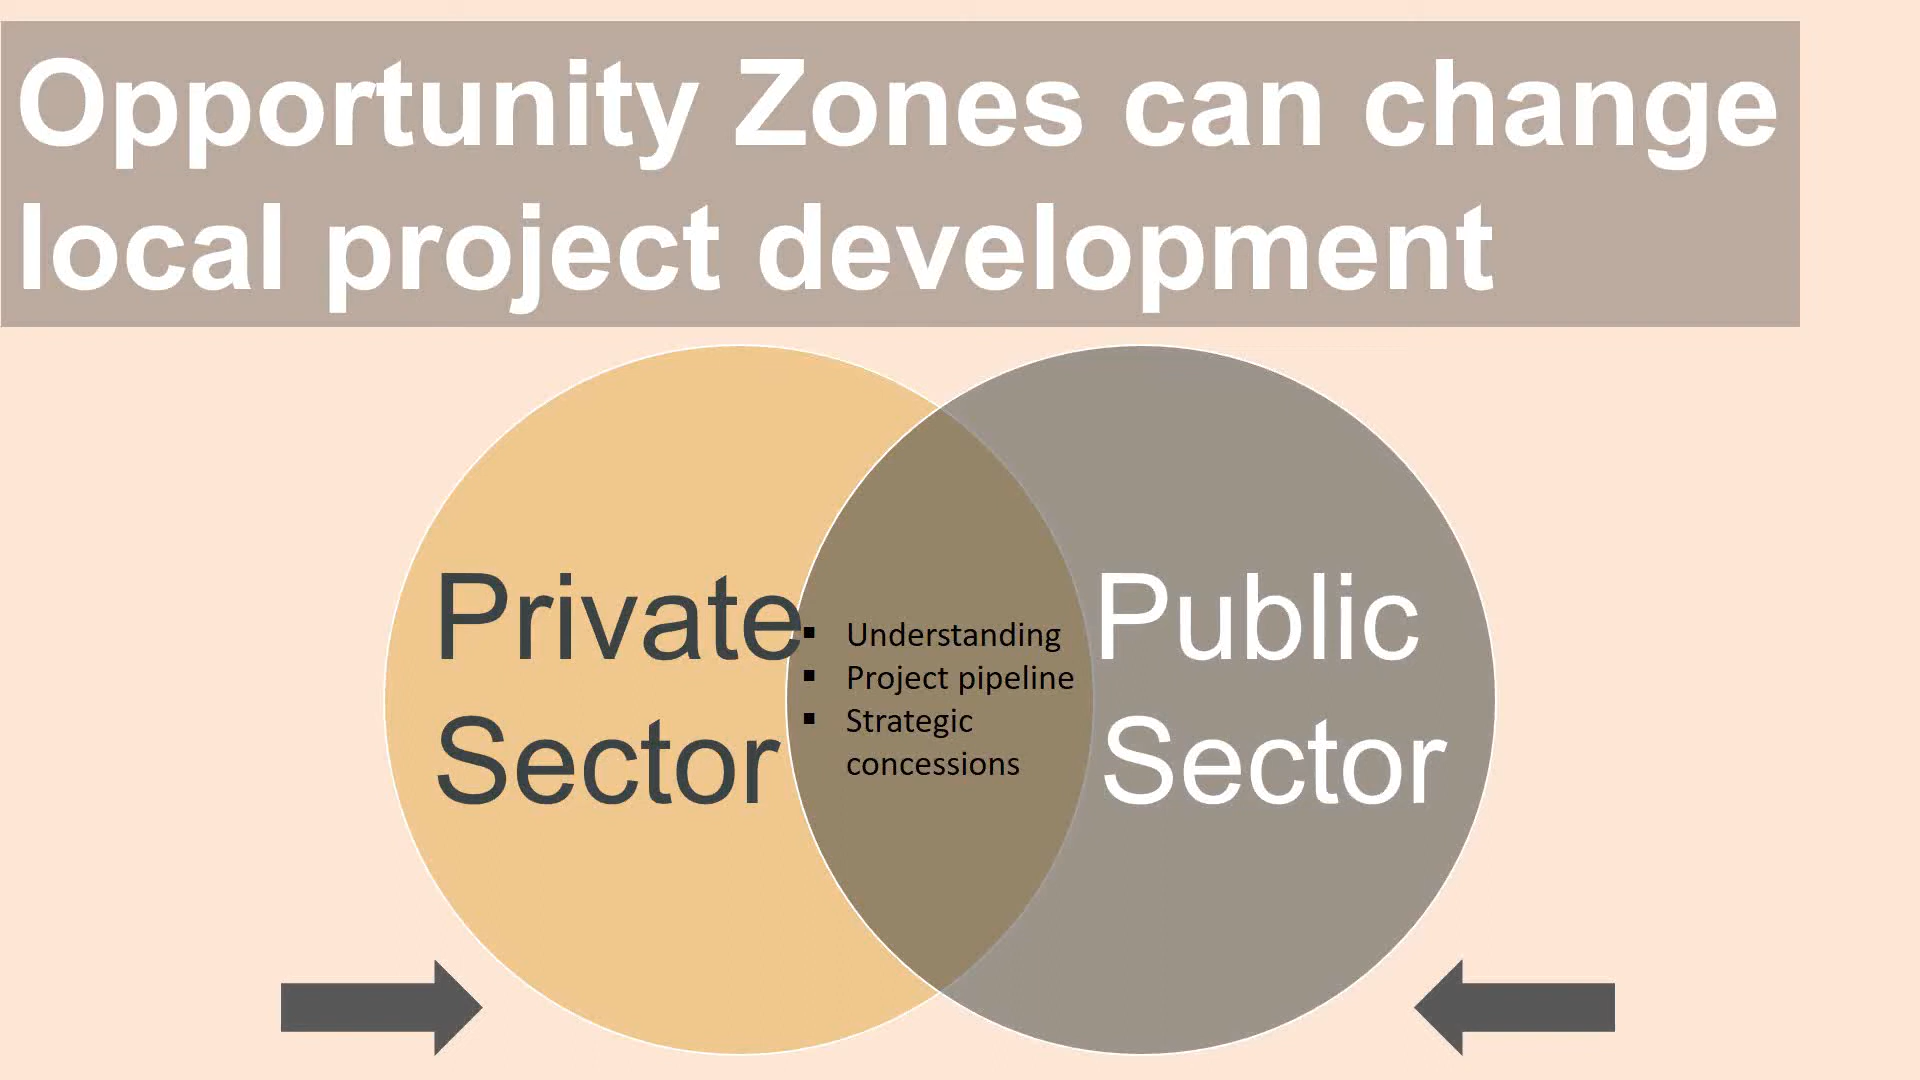 Opportunity Zones can change
local project development
Private
Sector
▪ Understanding
▪ Project pipeline
▪ Strategic
concessions
Public
Sector